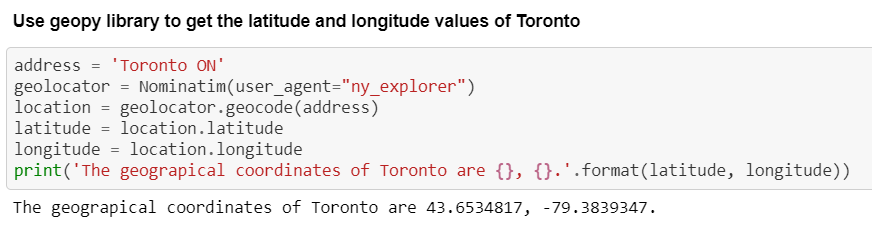 Use geopy library to get the latitude and longitude values of Toronto
address = 'Toronto ON'
geolocator = Nominatim(user_agent="ny_explorer")
location = geolocator.geocode(address)
latitude = location.latitude
longitude = location.longitude
print('The geograpical coordinates of Toronto are {}, {}.'.format(latitude, longitude))
The geograpical coordinates of Toronto are 43.6534817, -79.3839347.